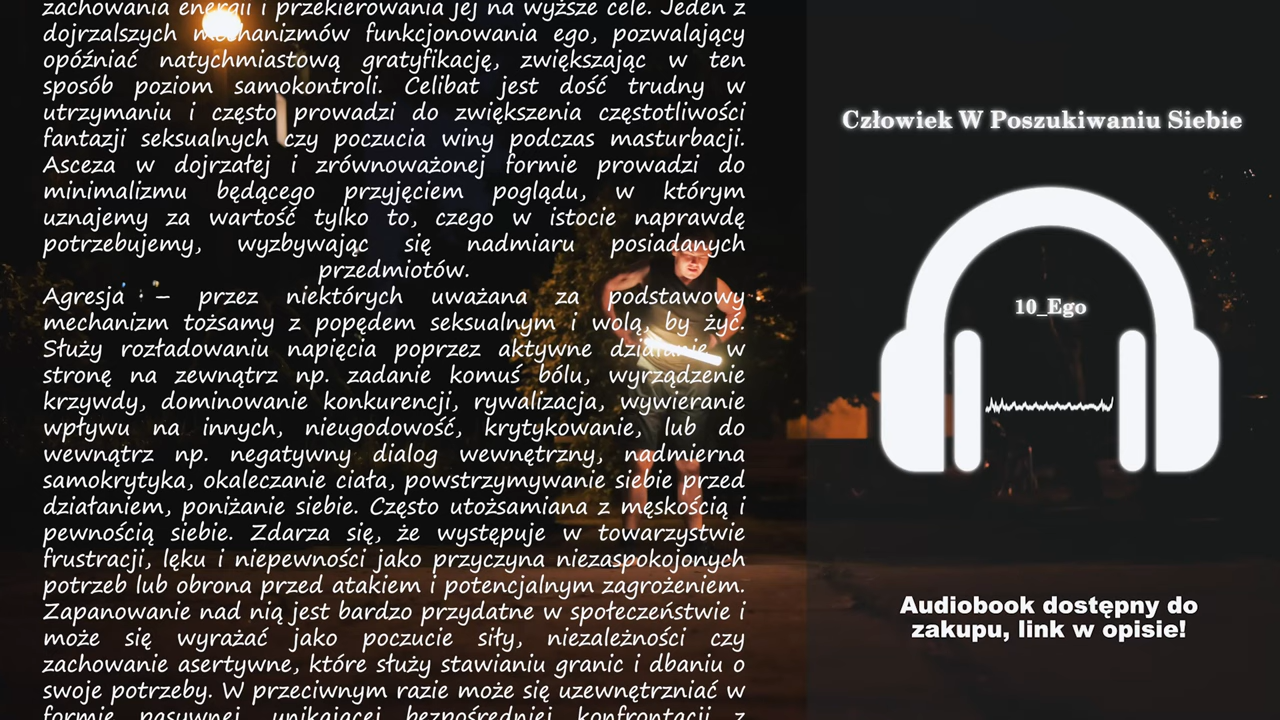 zachowania energii i przekierowania jej na wyższe cele. Jeden z
dojrzalszych mechanizmów funkcjonowania ego, pozwalający
opóźniać natychmiastową gratyfikację, zwiększając w ten
sposób poziom samokontroli. Celibat jest dość trudny w
utrzymaniu i często prowadzi do zwiększenia częstotliwości
fantazji seksualnych czy poczucia winy podczas masturbacji.
Asceza w dojrzałej i zrównoważonej formie prowadzi do
minimalizmu będącego przyjęciem poglądu, w którym
uznajemy za wartość tylko to, czego w istocie naprawdę
potrzebujemy, wyzbywając się nadmiaru posiadanych
przedmiotów.
Agresja – przez niektórych uważana za podstawowy
mechanizm tożsamy z popędem seksualnym i wolą, by żyć.
Służy rozładowaniu napięcia poprzez aktywne działanie w
stronę na zewnątrz np. zadanie komuś bólu, wyrządzenie
krzywdy, dominowanie konkurencji, rywalizacja, wywieranie
wpływu na innych, nieugodowość, krytykowanie, lub do
wewnątrz np. negatywny dialog wewnętrzny, nadmierna
samokrytyka, okaleczanie ciała, powstrzymywanie siebie przed
działaniem, poniżanie siebie. Często utożsamiana z męskością i
pewnością siebie. Zdarza się, że występuje w towarzystwie
frustracji, lęku i niepewności jako przyczyna niezaspokojonych
potrzeb lub obrona przed atakiem i potencjalnym zagrożeniem.
Zapanowanie nad nią jest bardzo przydatne w społeczeństwie i
może się wyrażać jako poczucie siły, niezależności czy
zachowanie asertywne, które służy stawianiu granic i dbaniu o
swoje potrzeby. W przeciwnym razie może się uzewnętrzniać w
formie pasywnej, unikającej bezpośredniej konfrontacji z
Człowiek W Poszukiwaniu Siebie
10_Ego
Audiobook dostępny do
zakupu, link w opisie!